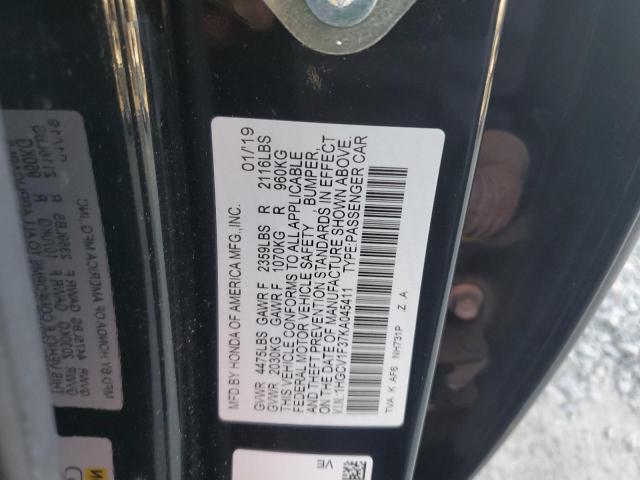 MFD BY HONDA OF AMERICA MFG.,INC. 01/19
GVWR 4475LBS GAWR F 2359LBS R 2116LBS
GVWR 2030KG GAWR F 1070KG R 960KG
THIS VEHICLE CONFORMS TO ALL APPLICABLE
FEDERAL MOTOR VEHICLE SAFETY BUMPER,
AND THEFT PREVENTION STANDARDS IN EFFECT
ON THE DATE OF MANUFACTURE SHOWN ABOVE.
VIN:1HGCV1F37KA045411 TYPE:PASSENGER CAR
TVA K AF6 NH731P Z A